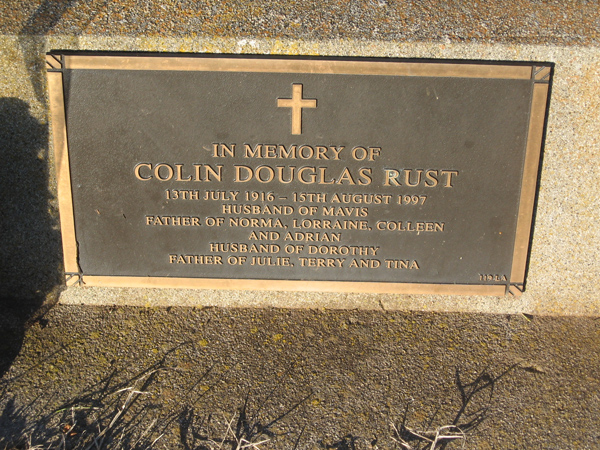 IN MEMORY OF
COLIN DOUGLAS RUST
13TH JULY 1916 – 15TH AUGUST 1997
HUSBAND OF MAVIS
FATHER OF NORMA, LORRAINE, COLLEEN
AND ADRIAN
HUSBAND OF DOROTHY
FATHER OF JULIE, TERRY AND TINA